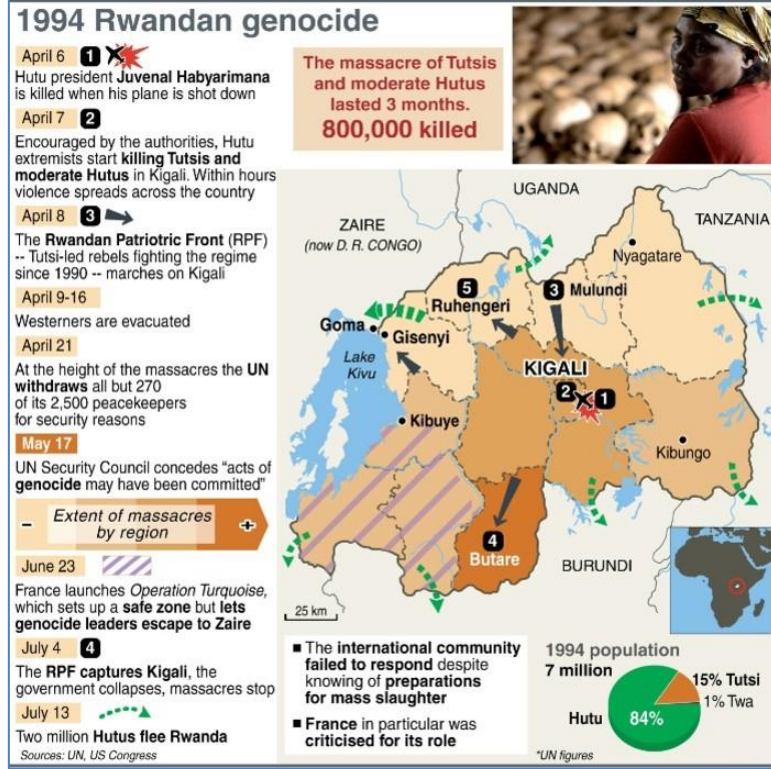 1994 Rwandan genocide
April 6 1
Hutu president Juvenal Habyarimana
is killed when his plane is shot down
April 7 2
Encouraged by the authorities, Hutu
extremists start killing Tutsis and
moderate Hutus in Kigali. Within hours
violence spreads across the country
April 8 3
The Rwandan Patriotric Front (RPF)
-- Tutsi-led rebels fighting the regime
since 1990 -- marches on Kigali
April 9-16
Westerners are evacuated
April 21
At the height of the massacres the UN
withdraws all but 270
of its 2,500 peacekeepers
for security reasons
May 17
UN Security Council concedes “acts of
genocide may have been committed”
- Extent of massacres +
by region
June 23
France launches Operation Turquoise,
which sets up a safe zone but lets
genocide leaders escape to Zaire
July 4 4
The RPF captures Kigali, the
government collapses, massacres stop
July 13
Two million Hutus flee Rwanda
Sources: UN, US Congress
The massacre of Tutsis
and moderate Hutus
lasted 3 months.
800,000 killed
UGANDA
ZAIRE
(now D. R. CONGO)
TANZANIA
Nyagatare
5
Ruhengeri
3 Mulundi
Goma
Gisenyi
Lake
Kivu
KIGALI
2 1
Kibuye
Kibungo
4
Butare
BURUNDI
25 km
■ The international community
failed to respond despite
knowing of preparations
for mass slaughter
■ France in particular was
criticised for its role
1994 population
7 million
15% Tutsi
1% Twa
Hutu 84%
*UN figures